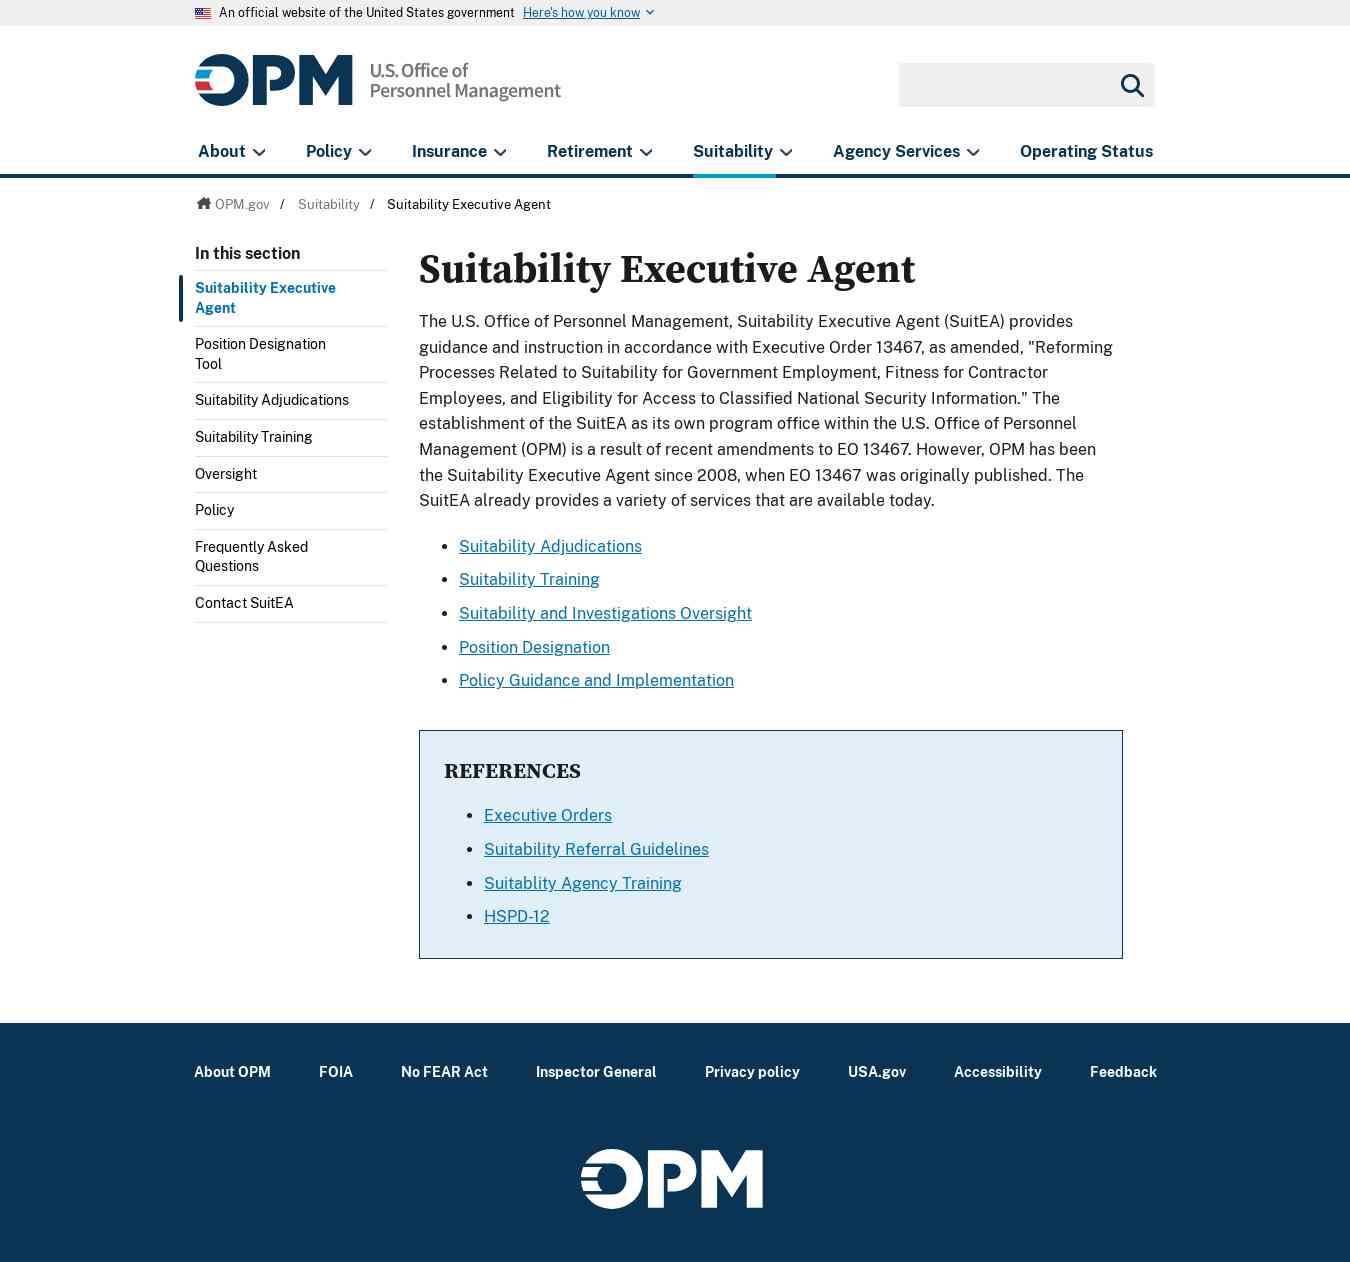 An official website of the United States government Here's how you know
OPM U.S. Office of
Personnel Management
About Policy Insurance Retirement Suitability Agency Services Operating Status
OPM.gov / Suitability / Suitability Executive Agent
In this section
Suitability Executive
Agent
Position Designation
Tool
Suitability Adjudications
Suitability Training
Oversight
Policy
Frequently Asked
Questions
Contact SuitEA
Suitability Executive Agent
The U.S. Office of Personnel Management, Suitability Executive Agent (SuitEA) provides
guidance and instruction in accordance with Executive Order 13467, as amended, "Reforming
Processes Related to Suitability for Government Employment, Fitness for Contractor
Employees, and Eligibility for Access to Classified National Security Information." The
establishment of the SuitEA as its own program office within the U.S. Office of Personnel
Management (OPM) is a result of recent amendments to EO 13467. However, OPM has been
the Suitability Executive Agent since 2008, when EO 13467 was originally published. The
SuitEA already provides a variety of services that are available today.
Suitability Adjudications
Suitability Training
Suitability and Investigations Oversight
Position Designation
Policy Guidance and Implementation
REFERENCES
Executive Orders
Suitability Referral Guidelines
Suitablity Agency Training
HSPD-12
About OPM FOIA No FEAR Act Inspector General Privacy policy USA.gov Accessibility Feedback
OPM